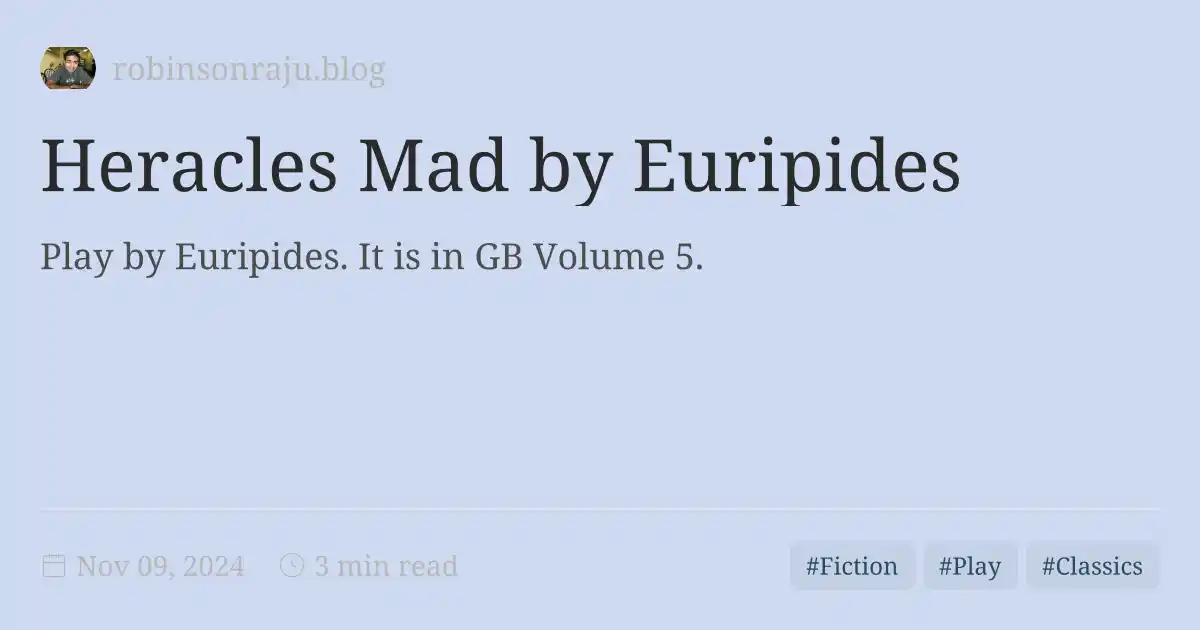 robinsonraju.blog
Heracles Mad by Euripides
Play by Euripides. It is in GB Volume 5.
Nov 09, 2024 3 min read #Fiction #Play #Classics